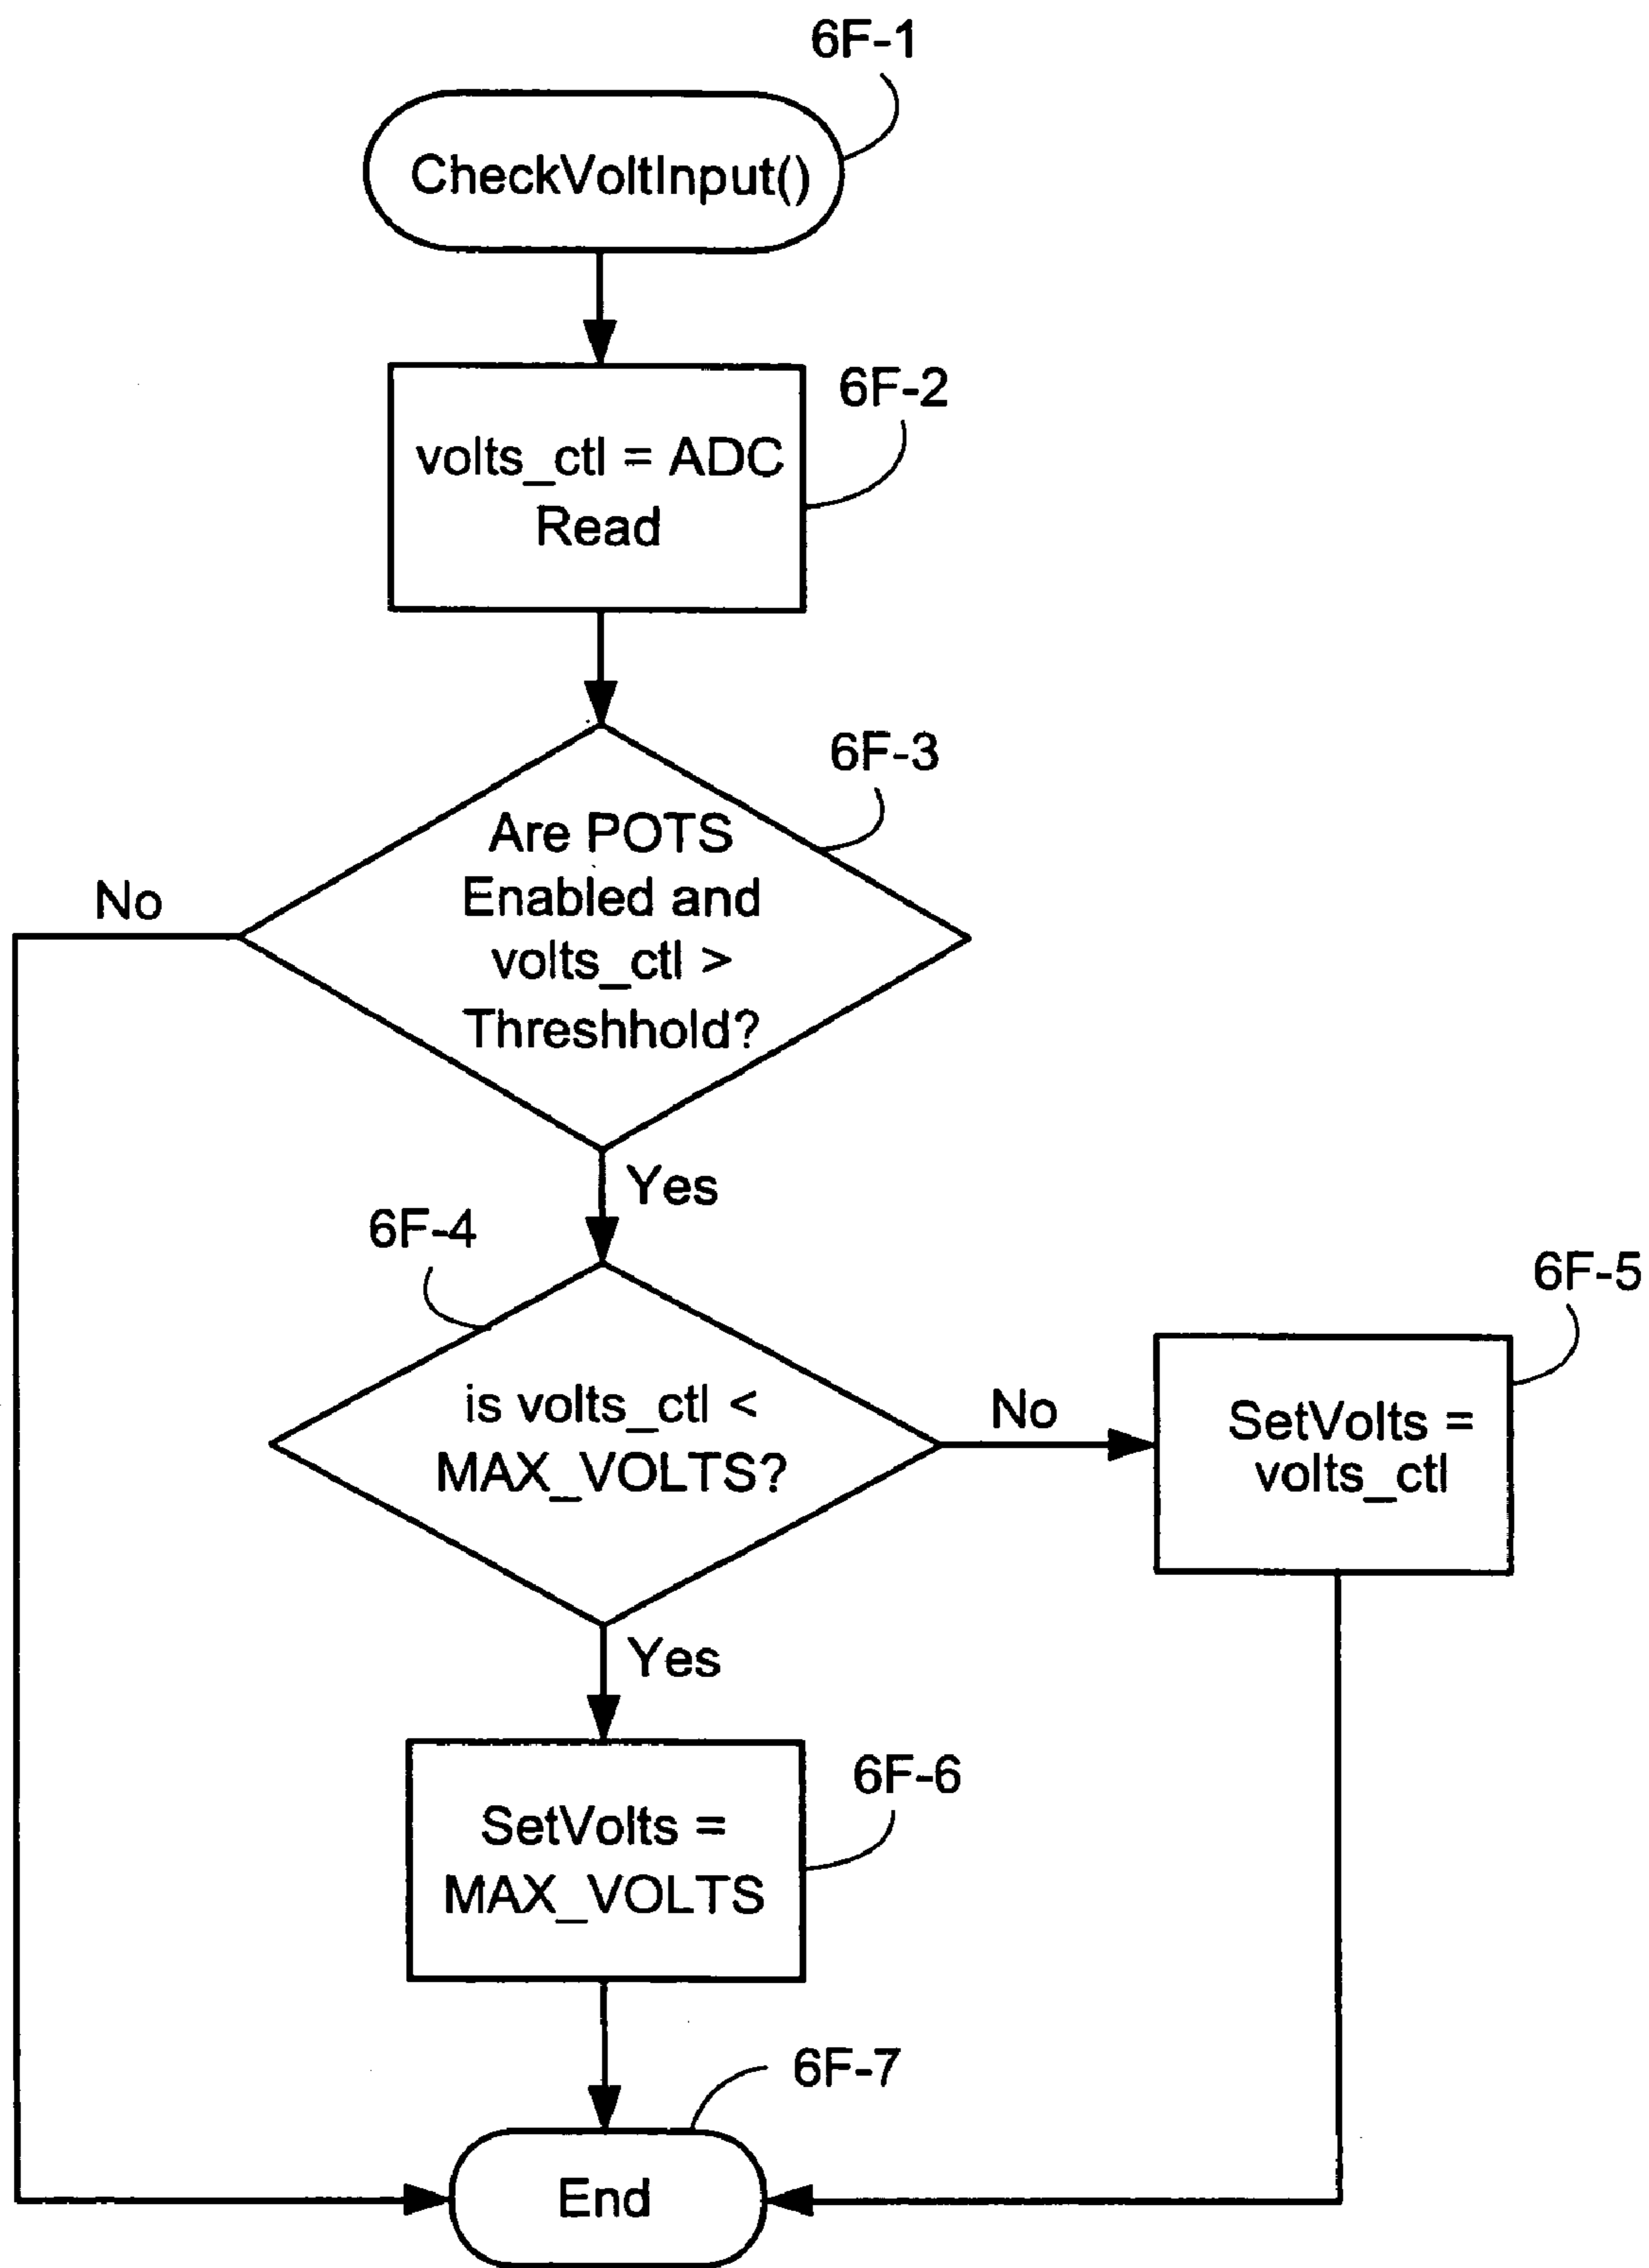 6F-1
CheckVoltInput()
6F-2
volts_ctl = ADC
Read
6F-3
Are POTS
Enabled and
volts_ctl >
Threshhold?
No
Yes
6F-4
is volts_ctl <
MAX_VOLTS?
No
6F-5
SetVolts =
volts_ctl
Yes
6F-6
SetVolts =
MAX_VOLTS
6F-7
End